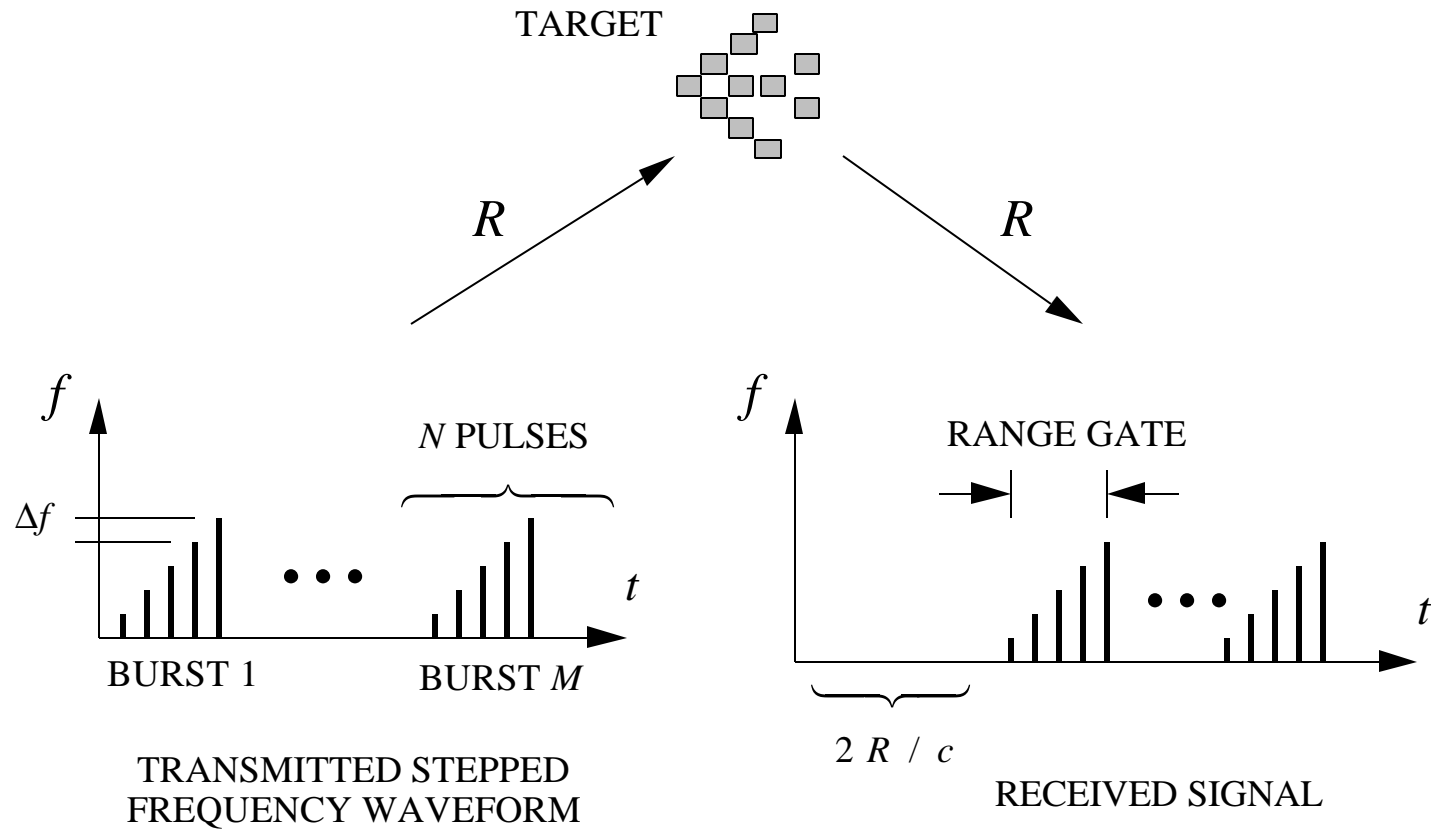 TARGET
R
R
f
N PULSES
Δf
t
BURST 1
BURST M
TRANSMITTED STEPPED
FREQUENCY WAVEFORM
f
RANGE GATE
t
2 R / c
RECEIVED SIGNAL